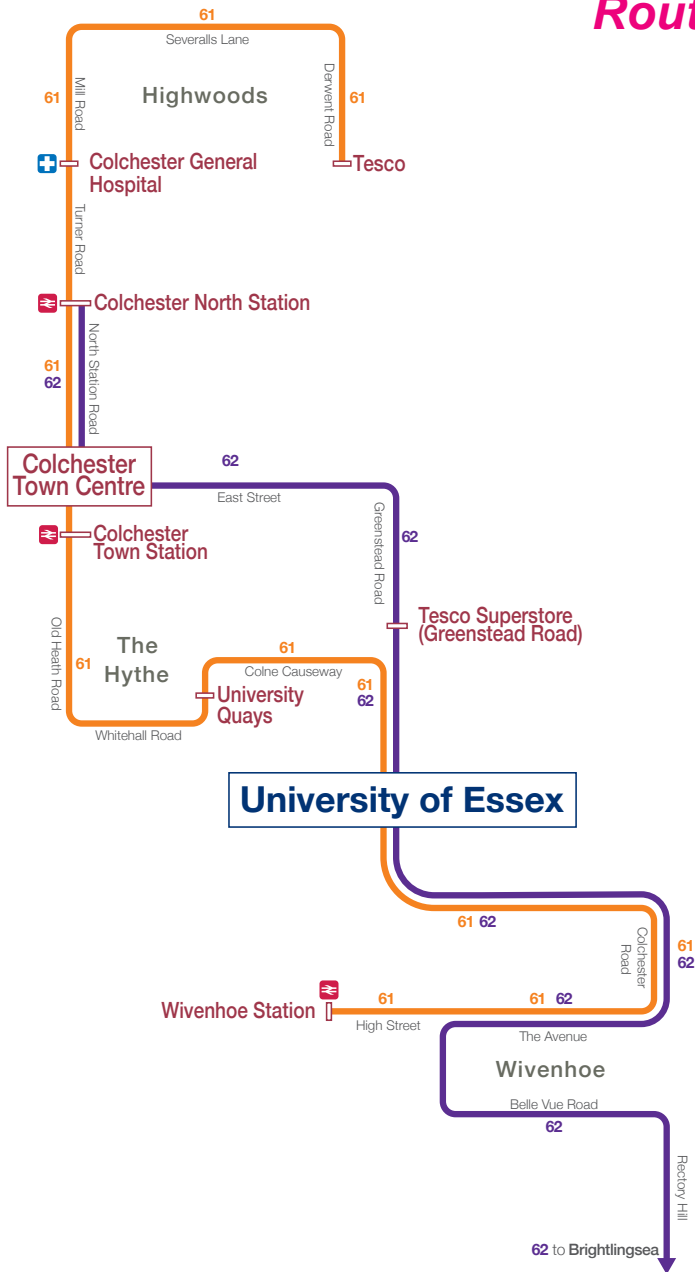 Rout
61
Severalls Lane
61
Mill Road
Highwoods
Derwent Road
61
Colchester General
Hospital
Tesco
Turner Road
Colchester North Station
North Station Road
61
62
Colchester
Town Centre
62
East Street
Greenstead Road
62
Colchester
Town Station
Tesco Superstore
(Greenstead Road)
Old Heath Road
61
The
Hythe
61
Colne Causeway
61
62
University
Quays
Whitehall Road
University of Essex
61 62
Colchester
Road
61
62
Wivenhoe Station
61
61 62
High Street
The Avenue
Wivenhoe
Belle Vue Road
62
Rectory Hill
62 to Brightlingsea